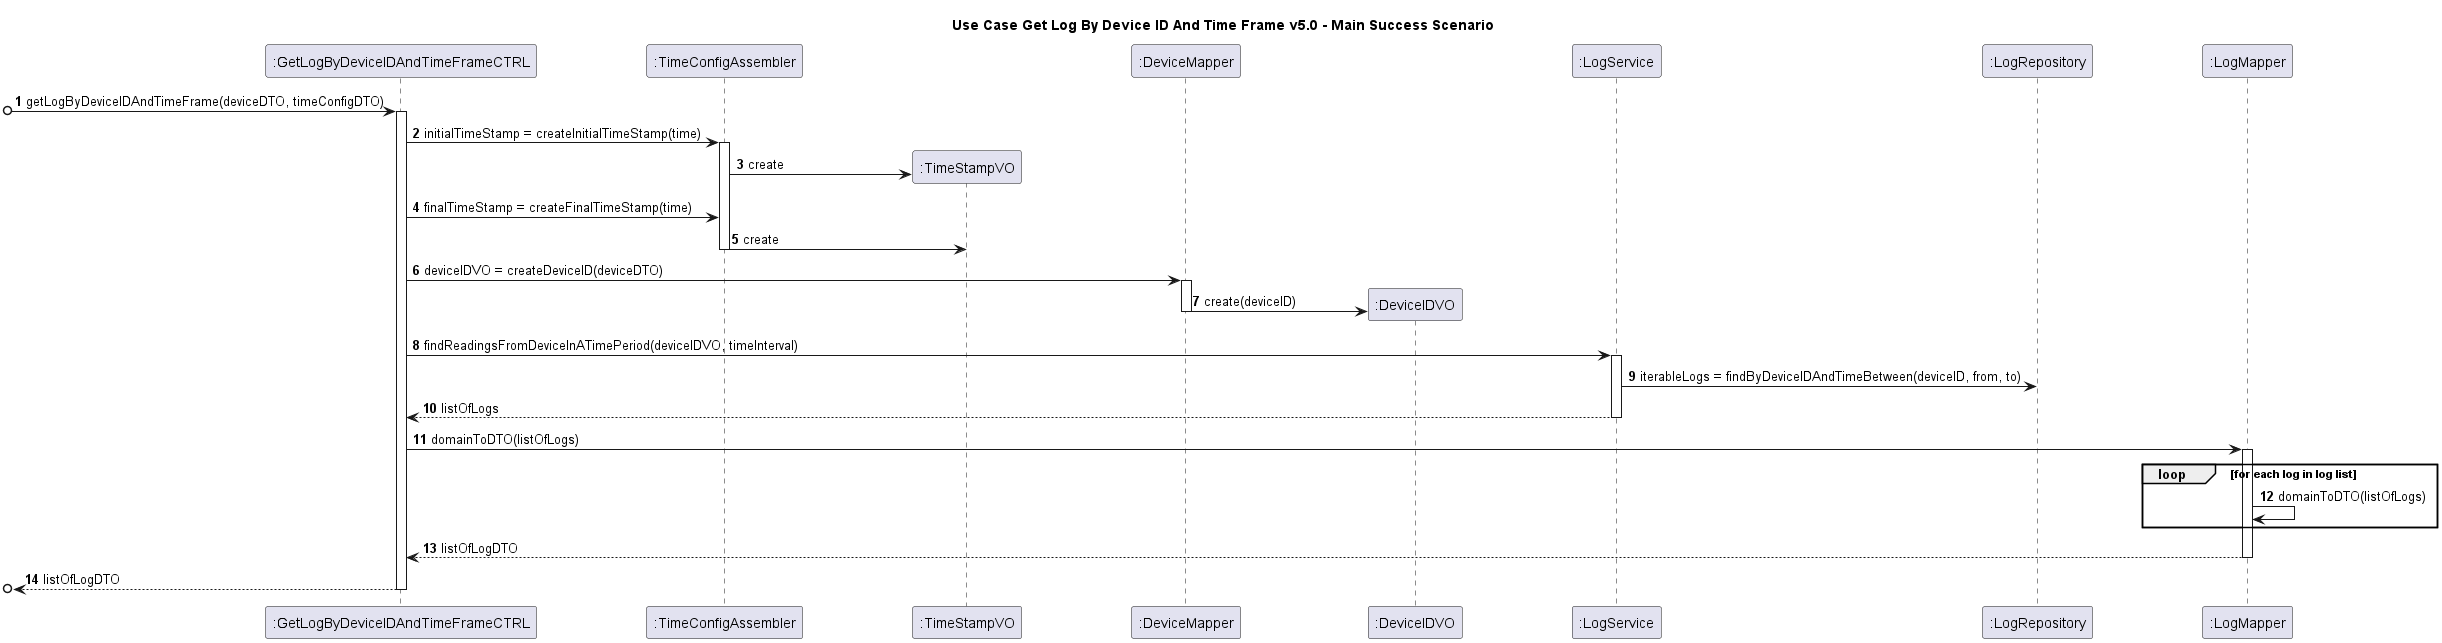 Use Case Get Log By Device ID And Time Frame v5.0 - Main Success Scenario
:GetLogByDeviceIDAndTimeFrameCTRL :TimeConfigAssembler :DeviceMapper :LogService :LogRepository :LogMapper
1 getLogByDeviceIDAndTimeFrame(deviceDTO, timeConfigDTO)
2 initialTimeStamp = createInitialTimeStamp(time)
3 create
:TimeStampVO
4 finalTimeStamp = createFinalTimeStamp(time)
5 create
6 deviceIDVO = createDeviceID(deviceDTO)
7 create(deviceID)
:DeviceIDVO
8 findReadingsFromDeviceInATimePeriod(deviceIDVO, timeInterval)
9 iterableLogs = findByDeviceIDAndTimeBetween(deviceID, from, to)
10 listOfLogs
11 domainToDTO(listOfLogs)
loop [for each log in log list]
12 domainToDTO(listOfLogs)
13 listOfLogDTO
14 listOfLogDTO
:GetLogByDeviceIDAndTimeFrameCTRL :TimeConfigAssembler :TimeStampVO :DeviceMapper :DeviceIDVO :LogService :LogRepository :LogMapper